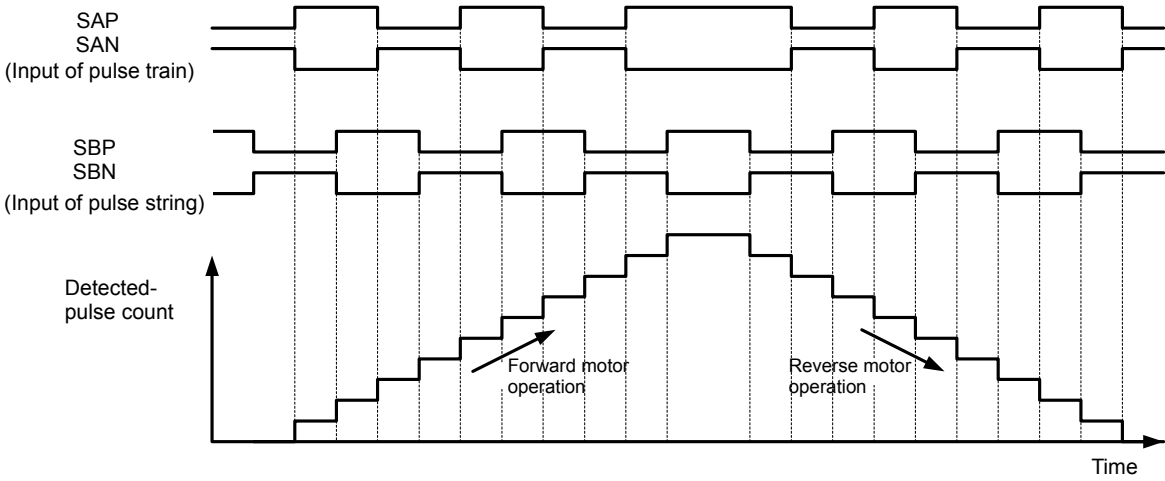 SAP
SAN
(Input of pulse train)
SBP
SBN
(Input of pulse string)
Detected-
pulse count
Forward motor
operation
Reverse motor
operation
Time